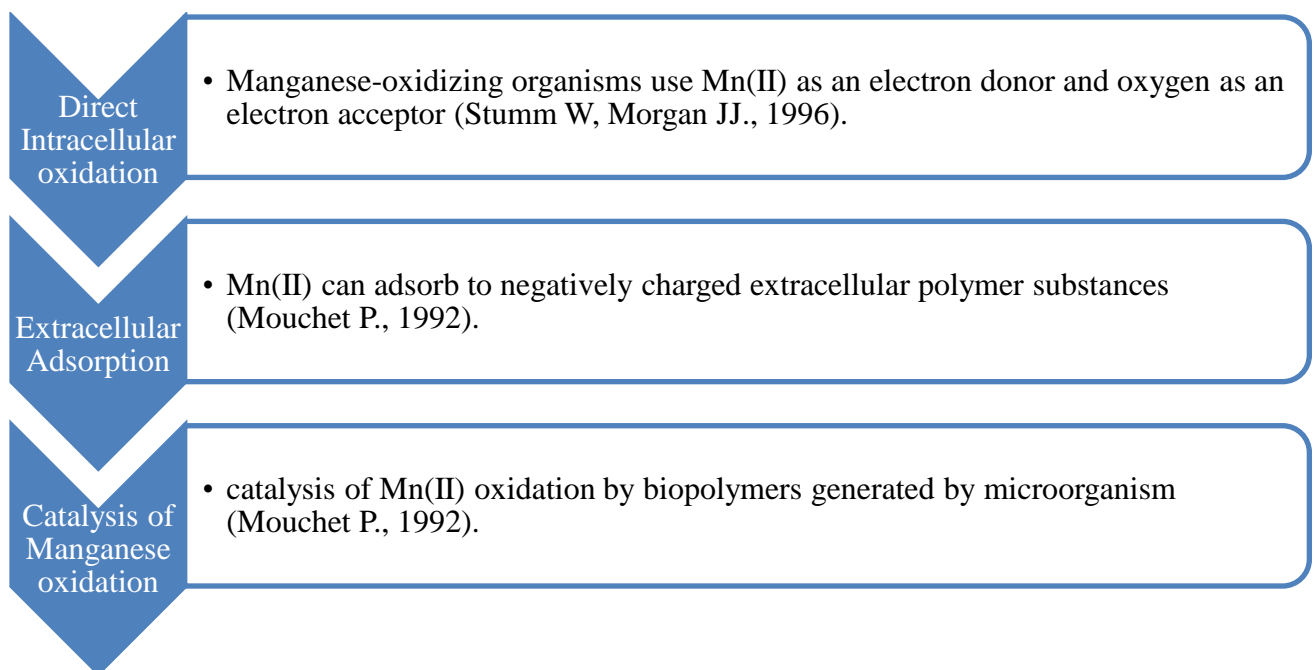 Direct
Intracellular
oxidation
• Manganese-oxidizing organisms use Mn(II) as an electron donor and oxygen as an
electron acceptor (Stumm W, Morgan JJ., 1996).
Extracellular
Adsorption
• Mn(II) can adsorb to negatively charged extracellular polymer substances
(Mouchet P., 1992).
Catalysis of
Manganese
oxidation
• catalysis of Mn(II) oxidation by biopolymers generated by microorganism
(Mouchet P., 1992).